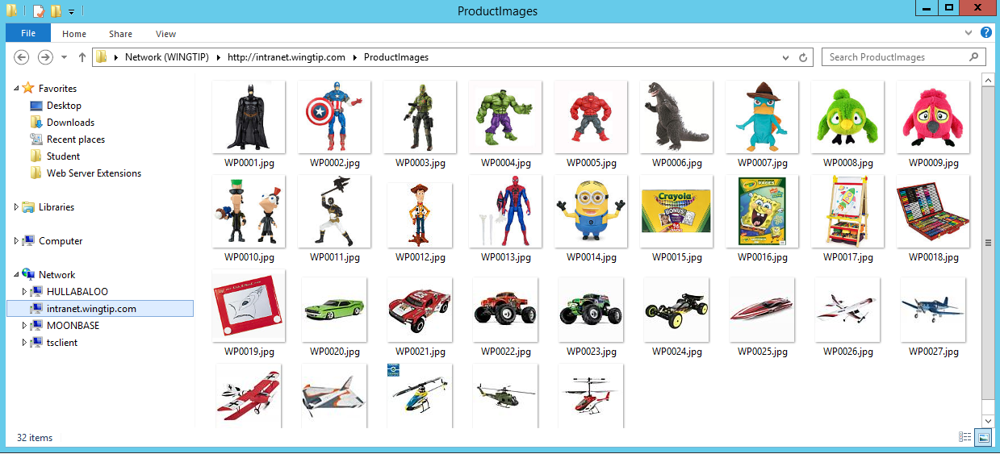 ProductImages
File Home Share View
Network (WINGTIP) http://intranet.wingtip.com ProductImages
Search ProductImages
Favorites
Desktop
Downloads
Recent places
Student
Web Server Extensions
Libraries
Computer
Network
HULLABALOO
intranet.wingtip.com
MOONBASE
tsclient
WP0001.jpg WP0002.jpg WP0003.jpg WP0004.jpg WP0005.jpg WP0006.jpg WP0007.jpg WP0008.jpg WP0009.jpg
Crayola
BONUS!
PAGES
WP0010.jpg WP0011.jpg WP0012.jpg WP0013.jpg WP0014.jpg WP0015.jpg WP0016.jpg WP0017.jpg WP0018.jpg
WP0019.jpg WP0020.jpg WP0021.jpg WP0022.jpg WP0023.jpg WP0024.jpg WP0025.jpg WP0026.jpg WP0027.jpg
32 items